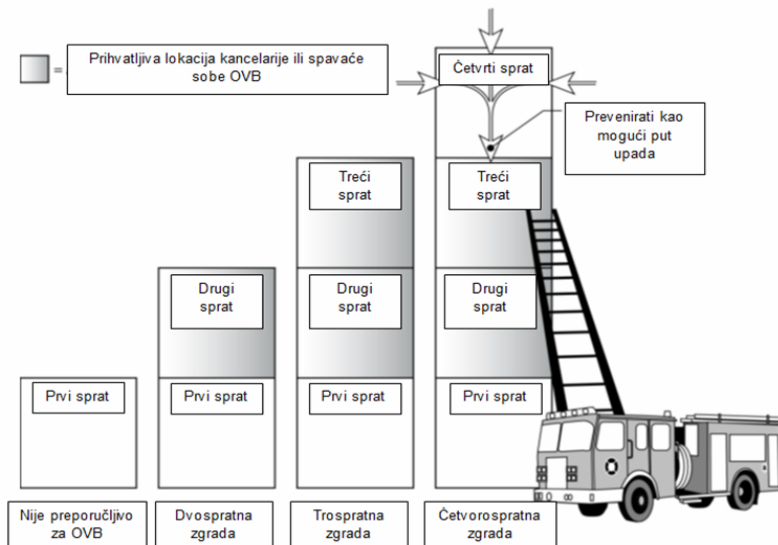 = Prihvatljiva lokacija kancelarije ili spavaće
sobe OVB
Četvrti sprat
Prevenirati kao
mogući put
upada
Treći
sprat
Treći
sprat
Drugi
sprat
Drugi
sprat
Drugi
sprat
Prvi sprat
Prvi sprat
Prvi sprat
Prvi sprat
Nije preporučljivo
za OVB
Dvospratna
zgrada
Trospratna
zgrada
Četvorospratna
zgrada